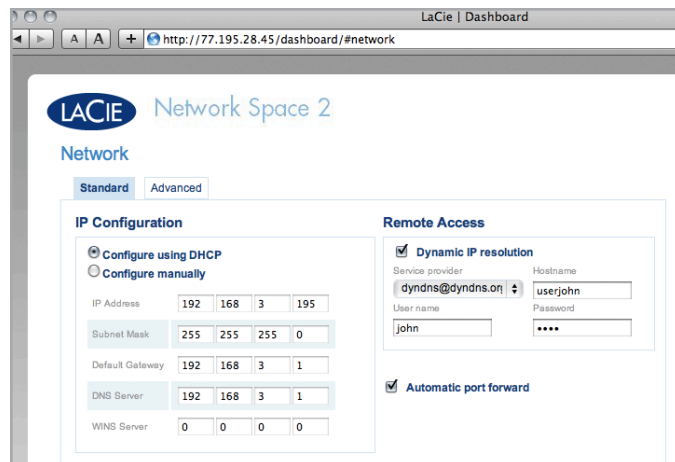 LaCie | Dashboard
A A + http://77.195.28.45/dashboard/#network
LACIE Network Space 2
Network
Standard Advanced
IP Configuration
Configure using DHCP
Configure manually
IP Address 192 168 3 195
Subnet Mask 255 255 255 0
Default Gateway 192 168 3 1
DNS Server 192 168 3 1
WINS Server 0 0 0 0
Remote Access
Dynamic IP resolution
Service provider Hostname
dyndns@dyndns.org userjohn
User name Password
john ••••
Automatic port forward